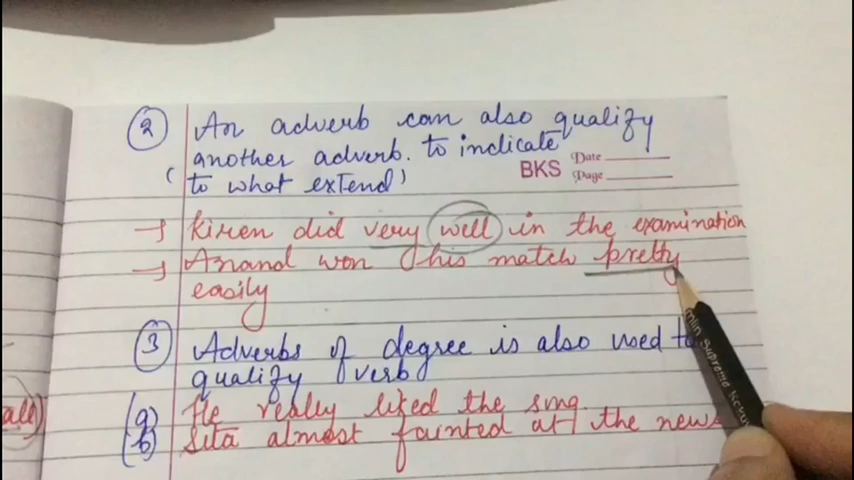 ② An adverb can also qualify
another adverb. to indicate
(to what extend)
BKS Date
Page
→ Kiren did very well in the examination
→ Anand won his match pretty
easily
③ Adverbs of degree is also used to
qualify verb
(a) He really liked the song.
(b) Sita almost fainted at the news